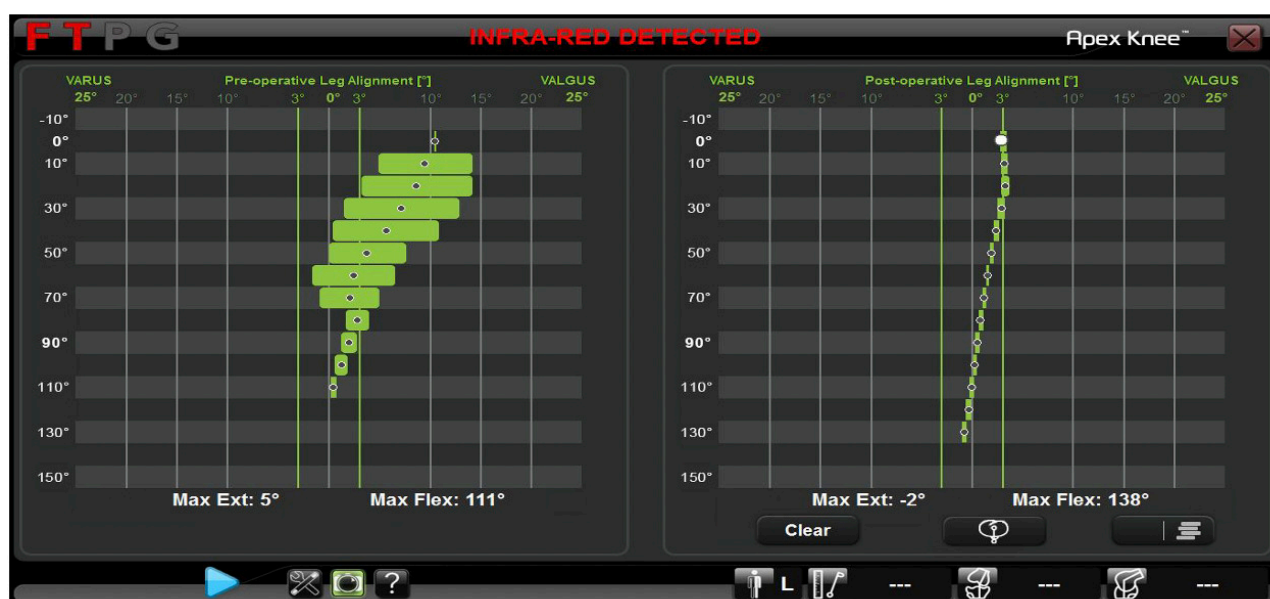 F T P G
INFRA-RED DETECTED
Apex Knee™
VARUS Pre-operative Leg Alignment [°] VALGUS
25° 20° 15° 10° 3° 0° 3° 10° 15° 20° 25°
-10°
0°
10°
30°
50°
70°
90°
110°
130°
150°
Max Ext: 5° Max Flex: 111°
VARUS Post-operative Leg Alignment [°] VALGUS
25° 20° 15° 10° 3° 0° 3° 10° 15° 20° 25°
-10°
0°
10°
30°
50°
70°
90°
110°
130°
150°
Max Ext: -2° Max Flex: 138°
Clear
?
L --- --- ---